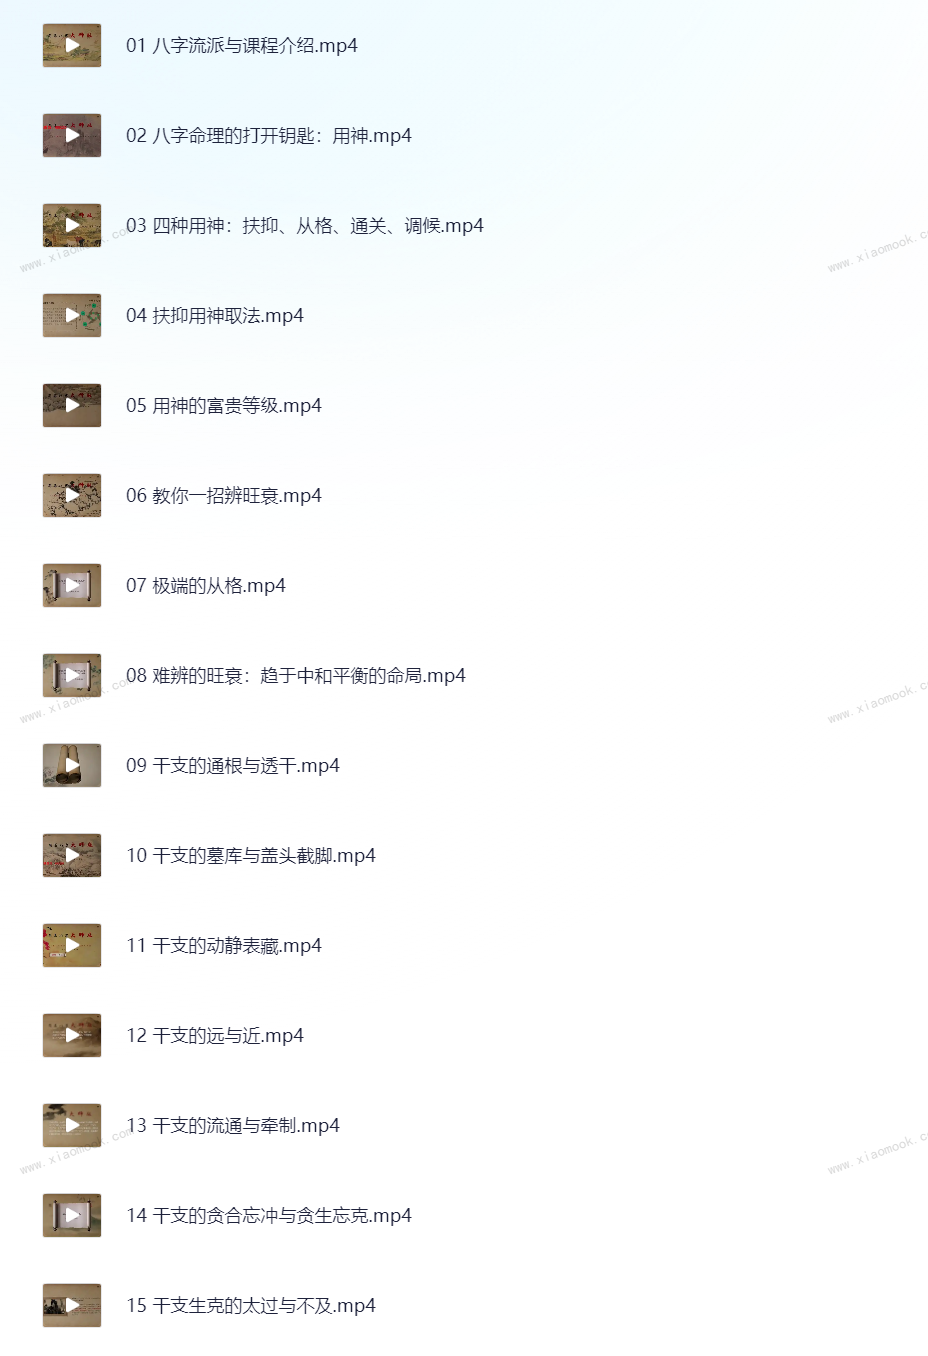 01 八字流派与课程介绍.mp4
02 八字命理的打开钥匙：用神.mp4
03 四种用神：扶抑、从格、通关、调候.mp4
www.xiaomook.com
www.xiaomook.co
04 扶抑用神取法.mp4
05 用神的富贵等级.mp4
06 教你一招辨旺衰.mp4
07 极端的从格.mp4
08 难辨的旺衰：趋于中和平衡的命局.mp4
www.xiaomook.com
www.xiaomook.co
09 干支的通根与透干.mp4
10 干支的墓库与盖头截脚.mp4
11 干支的动静表藏.mp4
12 干支的远与近.mp4
13 干支的流通与牵制.mp4
www.xiaomook.com
www.xiaomook.co
14 干支的贪合忘冲与贪生忘克.mp4
15 干支生克的太过与不及.mp4